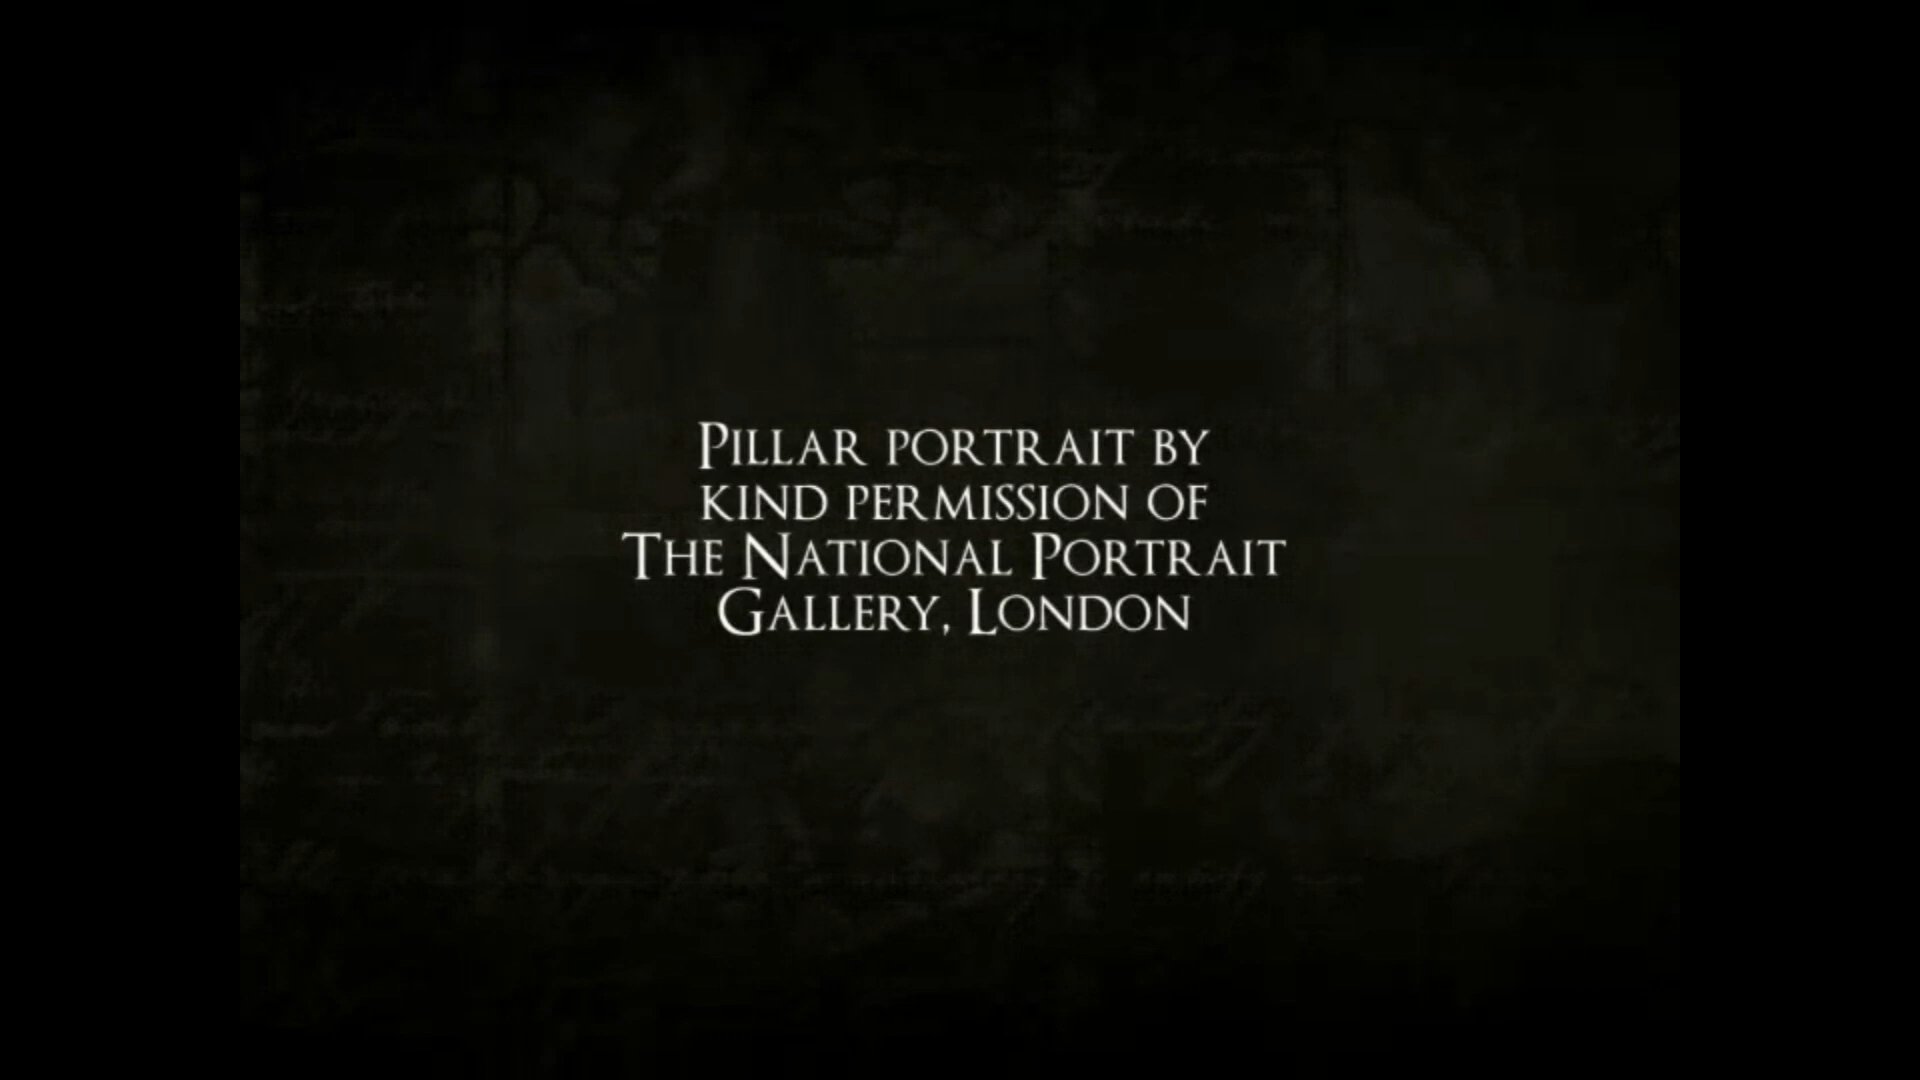 Pillar portrait by
kind permission of
The National Portrait
Gallery, London